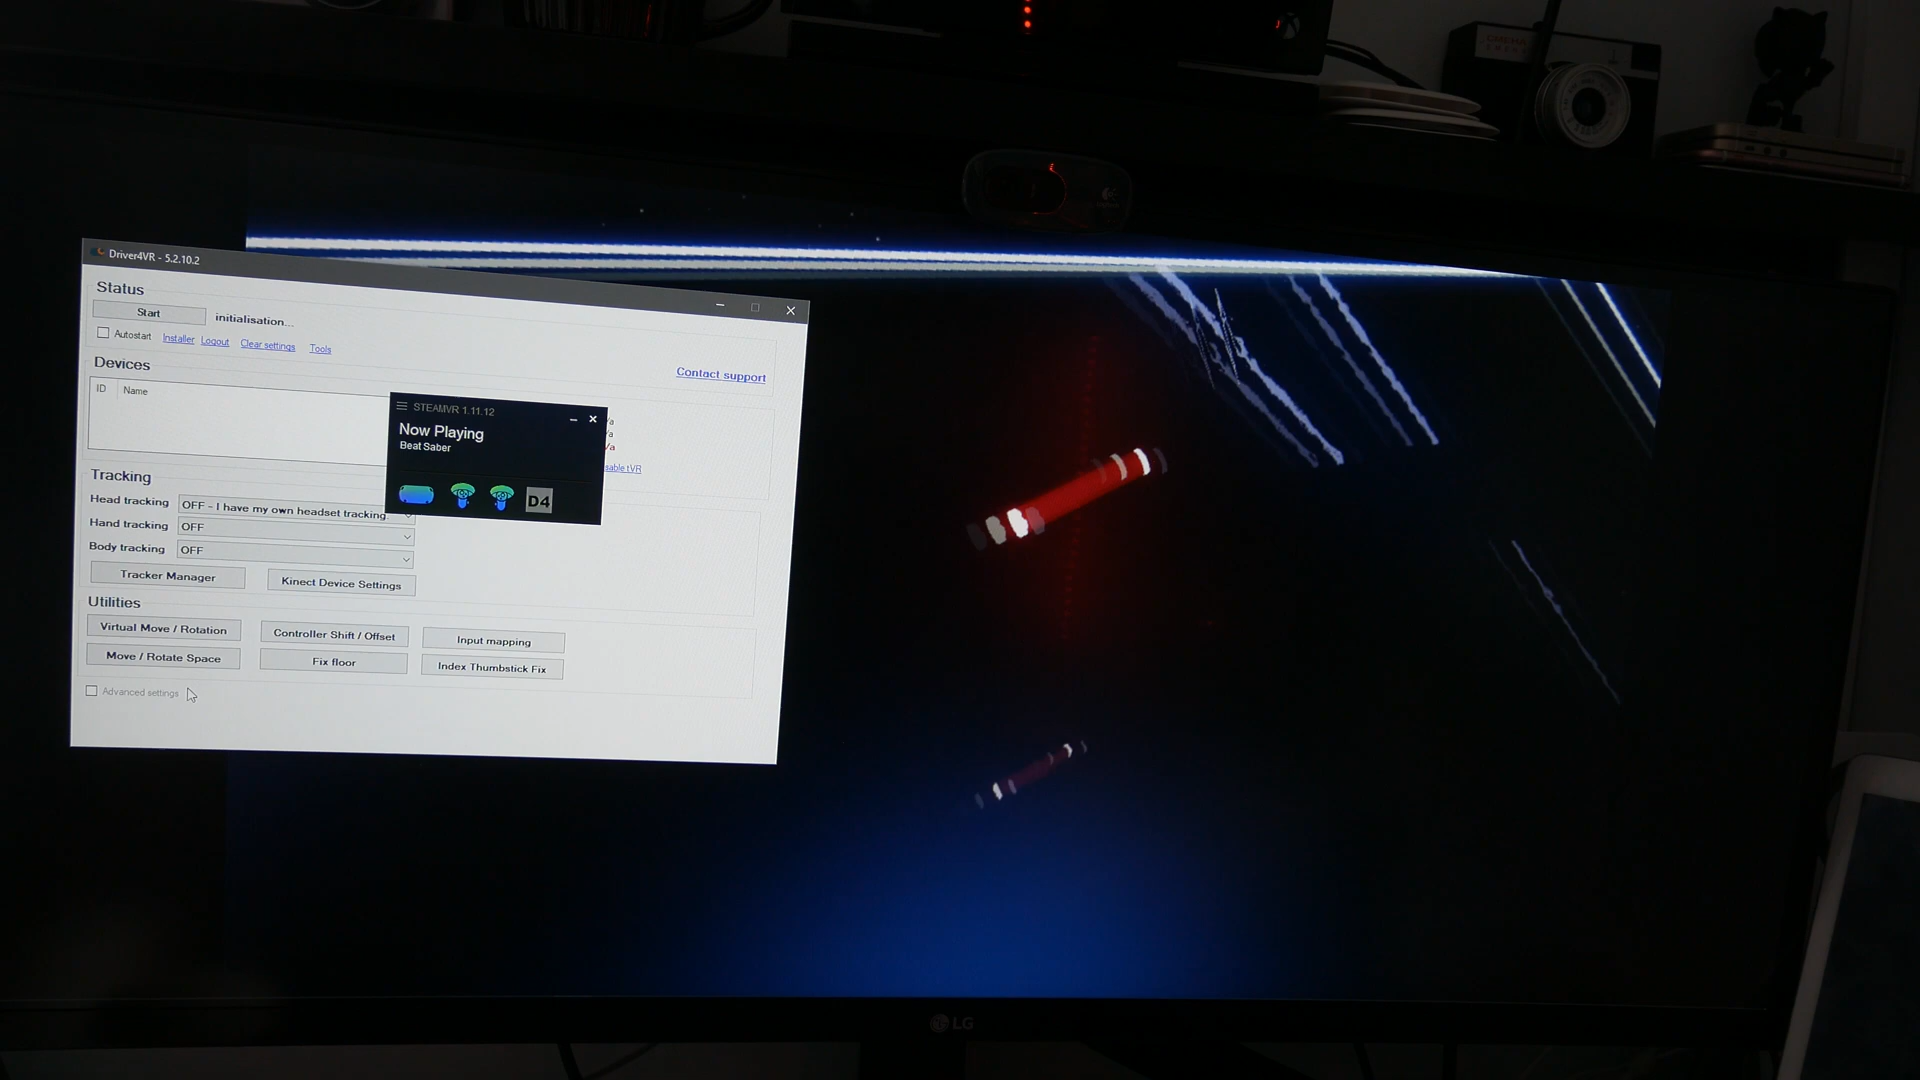 Driver4VR - 5.2.10.2
Status
Start
initialisation...
Autostart
Installer
Logout
Clear settings
Tools
Contact support
Devices
ID
Name
STEAMVR 1.11.12
Now Playing
Beat Saber
D4
/a
/a
/a
sable tVR
Tracking
Head tracking
OFF - I have my own headset tracking
Hand tracking
OFF
Body tracking
OFF
Tracker Manager
Kinect Device Settings
Utilities
Virtual Move / Rotation
Controller Shift / Offset
Input mapping
Move / Rotate Space
Fix floor
Index Thumbstick Fix
Advanced settings
LG